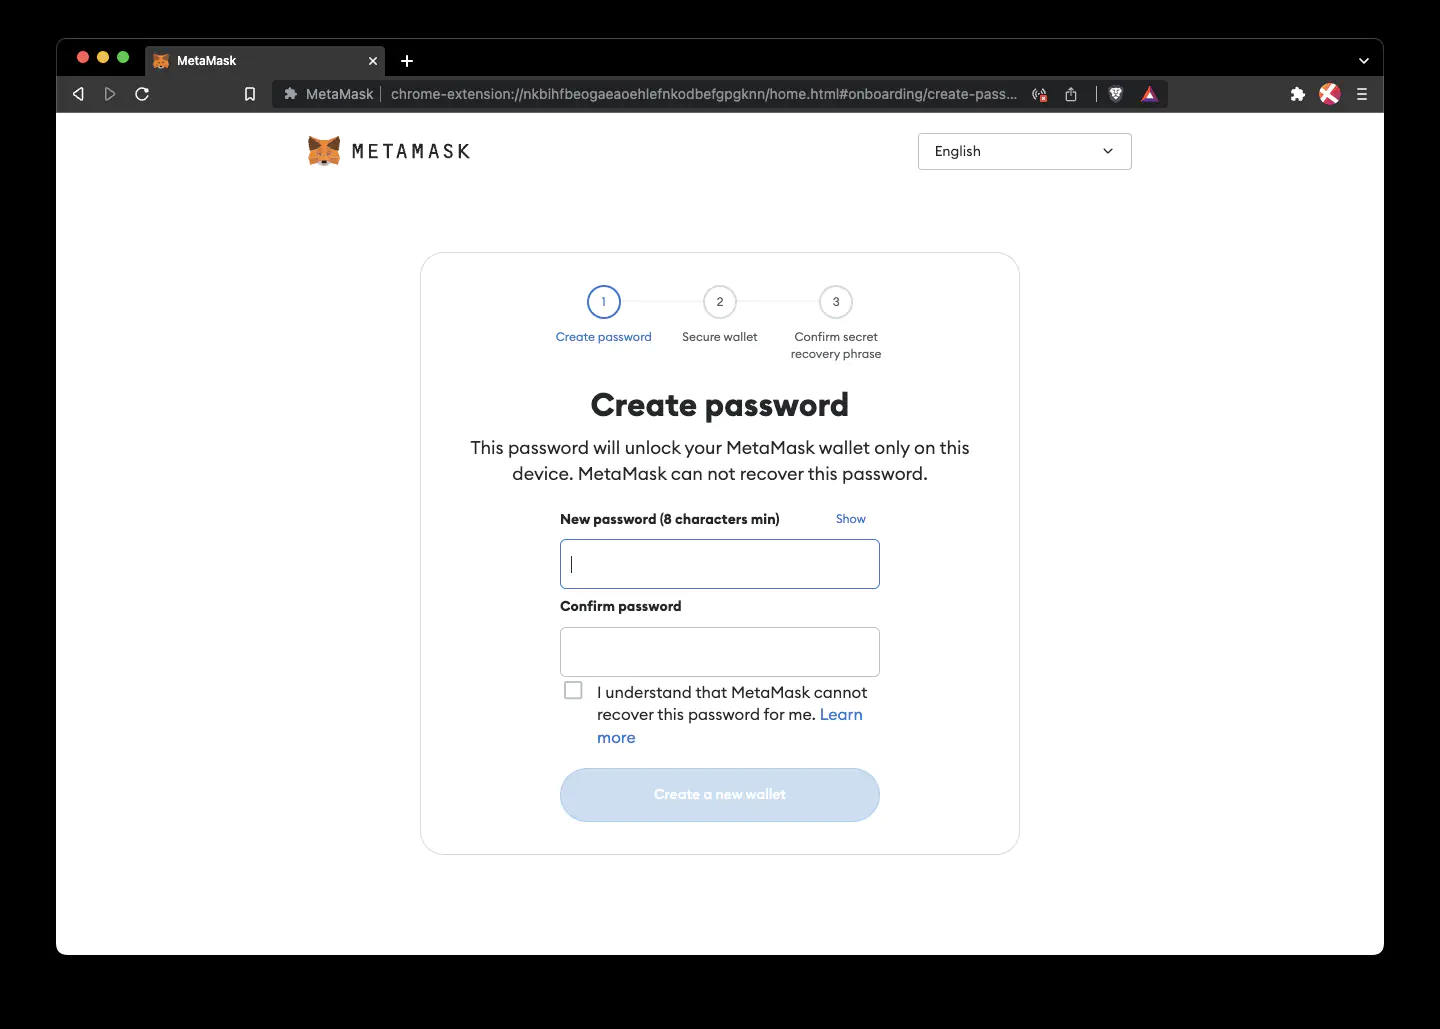 MetaMask
MetaMask
chrome-extension://nkbihfbeogaeaoehlefnkodbefgpgknn/home.html#onboarding/create-pass...
METAMASK
English
1
2
3
Create password
Secure wallet
Confirm secret
recovery phrase
Create password
This password will unlock your MetaMask wallet only on this
device. MetaMask can not recover this password.
New password (8 characters min)
Show
Confirm password
I understand that MetaMask cannot
recover this password for me. Learn
more
Create a new wallet